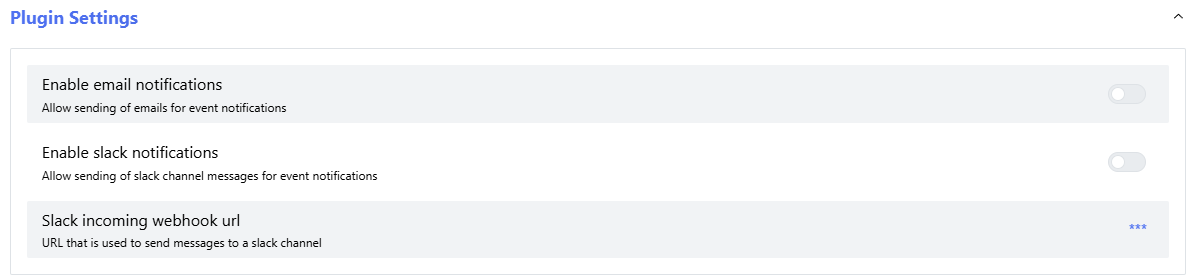 Plugin Settings
Enable email notifications
Allow sending of emails for event notifications
Enable slack notifications
Allow sending of slack channel messages for event notifications
Slack incoming webhook url
***
URL that is used to send messages to a slack channel